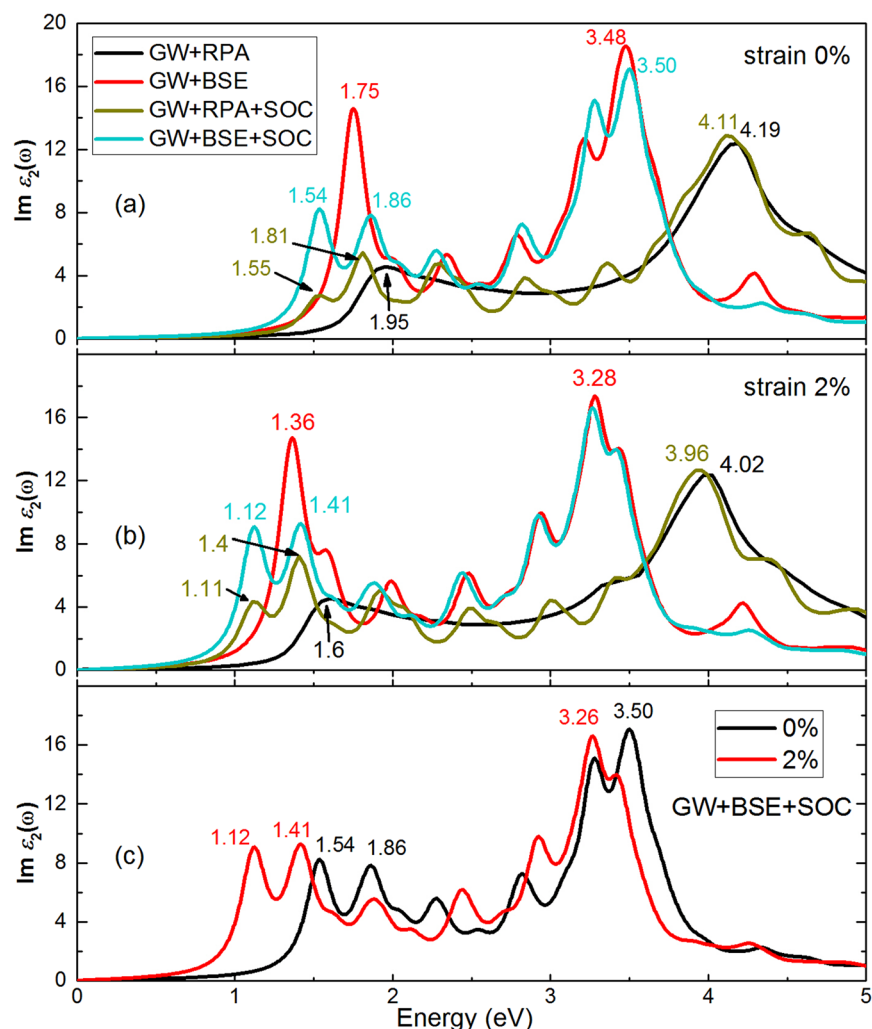 20
GW+RPA
GW+BSE
GW+RPA+SOC
GW+BSE+SOC
3.48
3.50
strain 0%
16
1.75
4.11
4.19
12
Im ε₂(ω)
(a)
1.54
1.86
8
1.81
1.55
4
1.95
0
strain 2%
16
3.28
1.36
3.96
4.02
12
Im ε₂(ω)
(b)
1.12
1.41
8
1.4
1.11
4
1.6
0
3.26
3.50
0%
2%
16
GW+BSE+SOC
12
Im ε₂(ω)
(c)
1.12
1.41
1.54
1.86
8
4
0
0 1 2 3 4 5
Energy (eV)